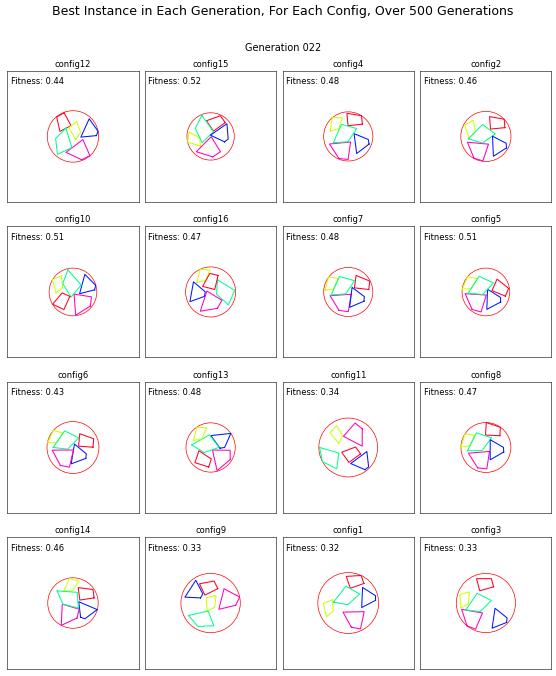 Best Instance in Each Generation, For Each Config, Over 500 Generations
Generation 022
config12
config15
config4
config2
Fitness: 0.44
Fitness: 0.52
Fitness: 0.48
Fitness: 0.46
config10
config16
config7
config5
Fitness: 0.51
Fitness: 0.47
Fitness: 0.48
Fitness: 0.51
config6
config13
config11
config8
Fitness: 0.43
Fitness: 0.48
Fitness: 0.34
Fitness: 0.47
config14
config9
config1
config3
Fitness: 0.46
Fitness: 0.33
Fitness: 0.32
Fitness: 0.33